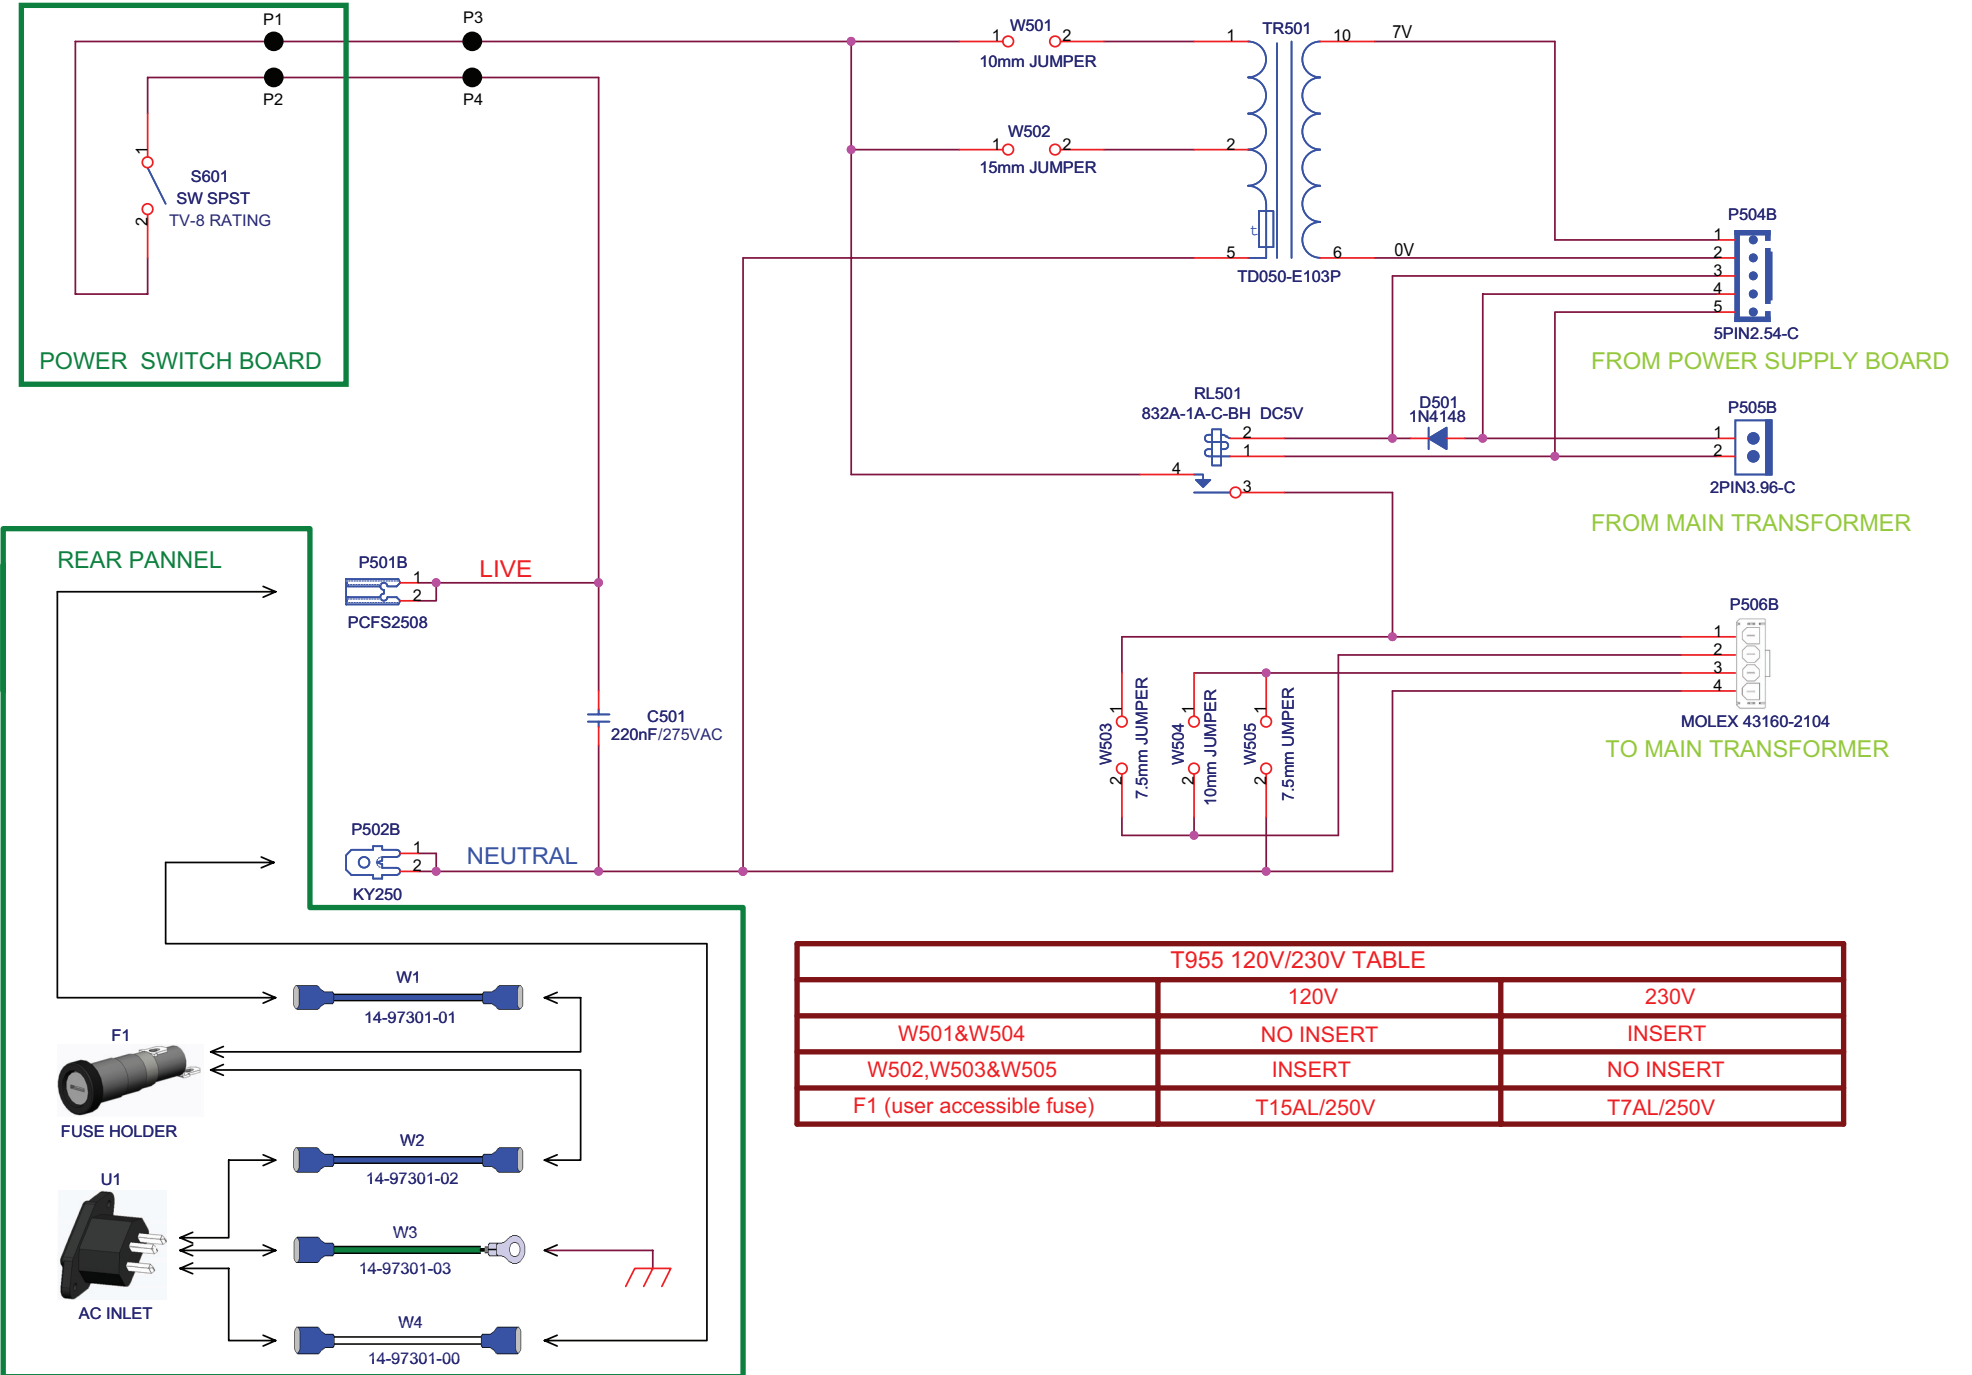 P1
P3
P2
P4
1
S601
SW SPST
TV-8 RATING
2
POWER  SWITCH BOARD
W501
1 2
10mm JUMPER
W502
1 2
15mm JUMPER
TR501
1 10 7V
2
t
5 6 0V
TD050-E103P
P504B
1
2
3
4
5
5PIN2.54-C
FROM POWER SUPPLY BOARD
RL501
832A-1A-C-BH  DC5V
2
1
4
3
D501
1N4148
P505B
1
2
2PIN3.96-C
FROM MAIN TRANSFORMER
REAR PANNEL
P501B
1
2
PCFS2508
LIVE
C501
220nF/275VAC
P502B
1
2
KY250
NEUTRAL
P506B
1
2
3
4
MOLEX 43160-2104
TO MAIN TRANSFORMER
1
W503
2
7.5mm JUMPER
1
W504
2
10mm JUMPER
1
W505
2
7.5mm UMPER
W1
14-97301-01
F1
FUSE HOLDER
W2
14-97301-02
U1
AC INLET
W3
14-97301-03
W4
14-97301-00
T955 120V/230V TABLE
120V 230V
W501&W504 NO INSERT INSERT
W502,W503&W505 INSERT NO INSERT
F1 (user accessible fuse) T15AL/250V T7AL/250V